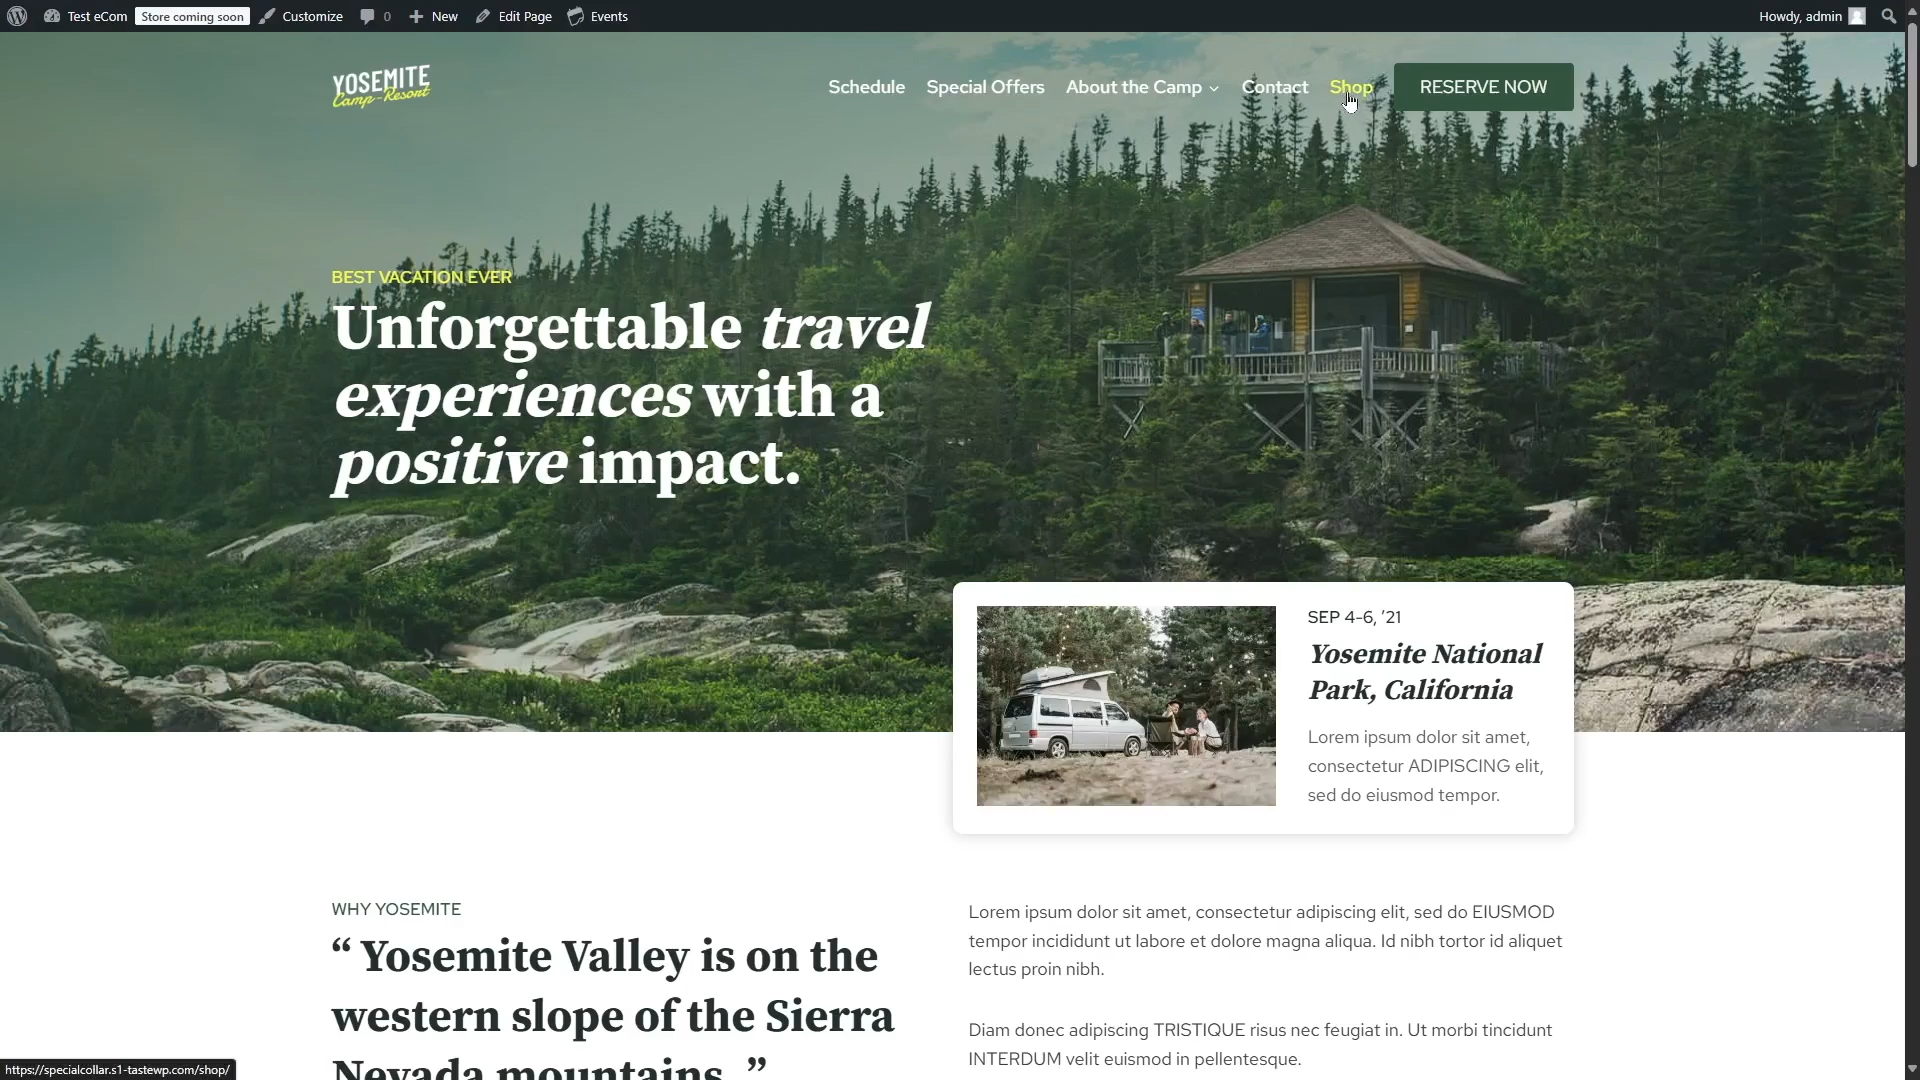 Test eCom
Store coming soon
Customize
0
New
Edit Page
Events
Howdy, admin
YOSEMITE
Camp-Resort
Schedule
Special Offers
About the Camp
Contact
Shop
RESERVE NOW
BEST VACATION EVER
Unforgettable travel
experiences with a
positive impact.
SEP 4-6, ’21
Yosemite National
Park, California
Lorem ipsum dolor sit amet,
consectetur ADIPISCING elit,
sed do eiusmod tempor.
WHY YOSEMITE
“ Yosemite Valley is on the
western slope of the Sierra
Nevada mountains. ”
Lorem ipsum dolor sit amet, consectetur adipiscing elit, sed do EIUSMOD
tempor incididunt ut labore et dolore magna aliqua. Id nibh tortor id aliquet
lectus proin nibh.
Diam donec adipiscing TRISTIQUE risus nec feugiat in. Ut morbi tincidunt
INTERDUM velit euismod in pellentesque.
https://specialcollar.s1-tastewp.com/shop/